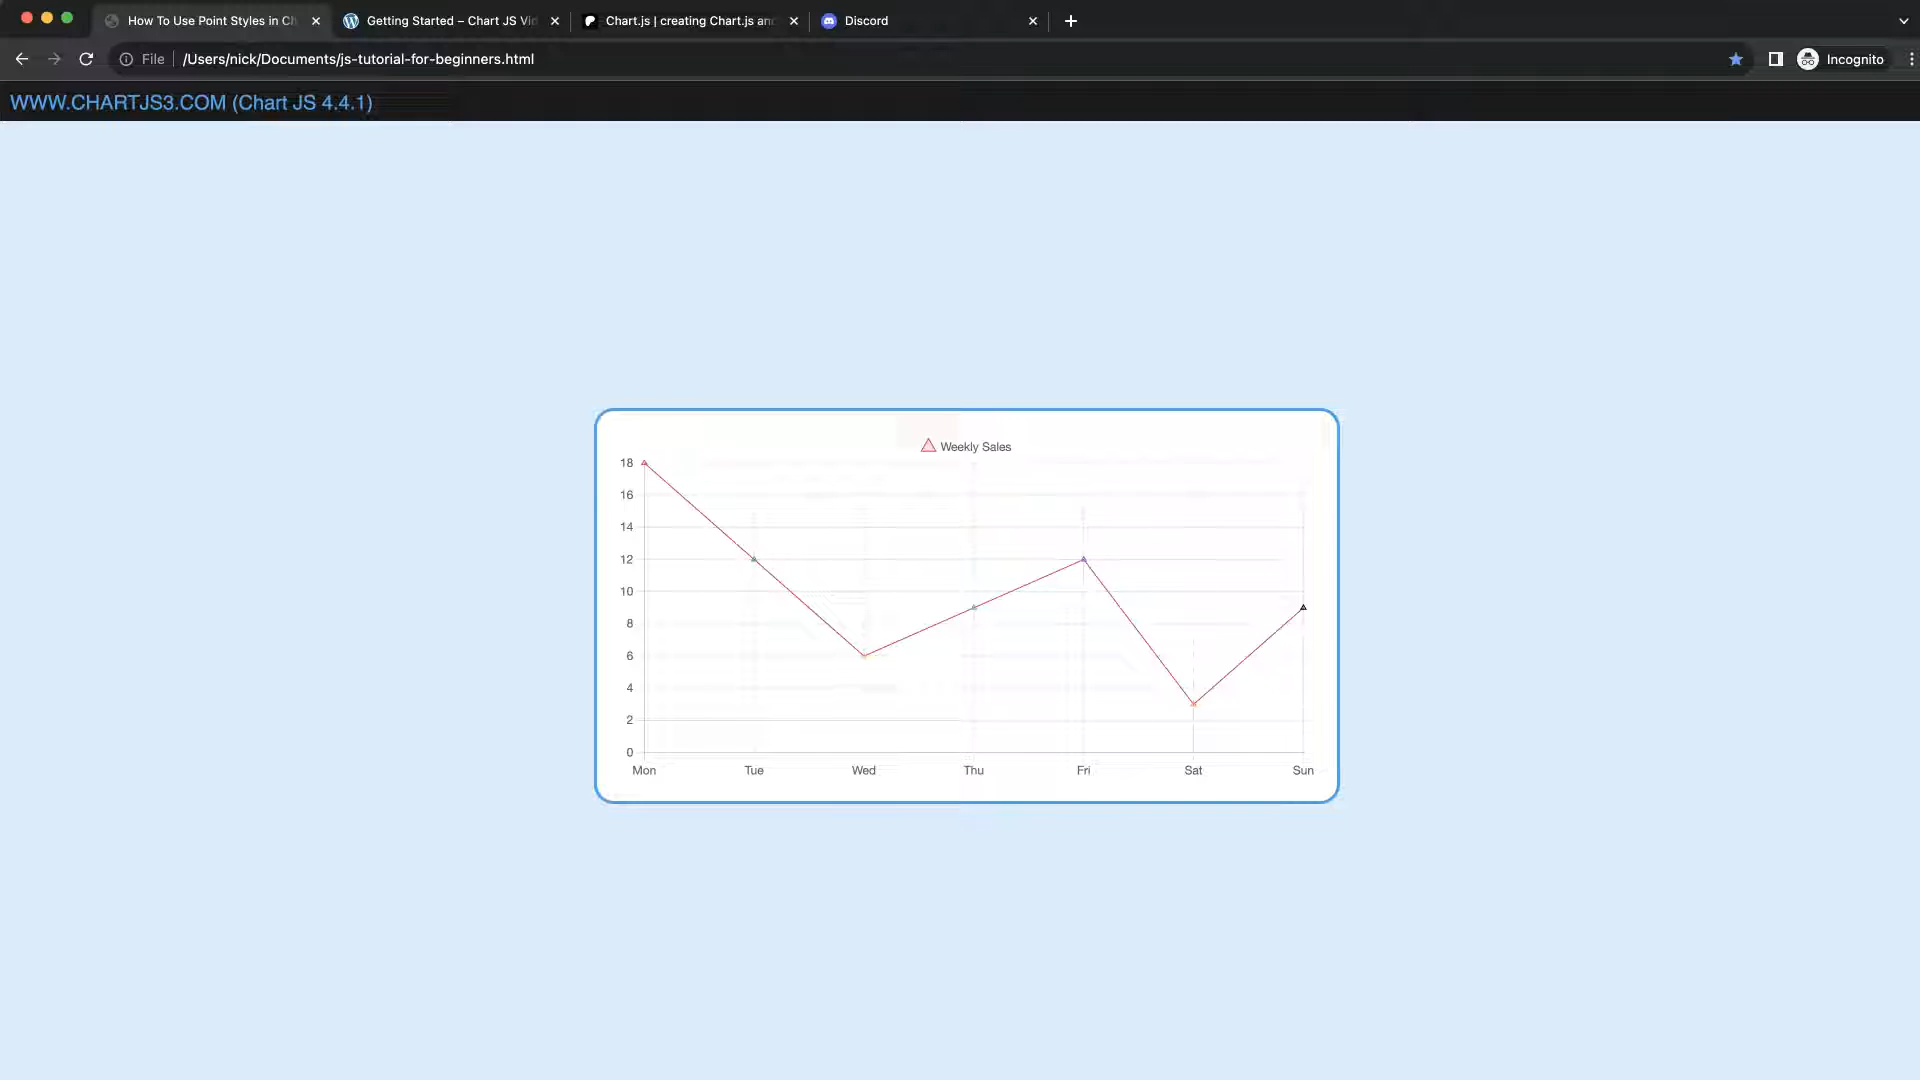 How To Use Point Styles in Ch
Getting Started – Chart JS Vid
Chart.js | creating Chart.js and
Discord
File
/Users/nick/Documents/js-tutorial-for-beginners.html
Incognito
WWW.CHARTJS3.COM (Chart JS 4.4.1)
Weekly Sales
18
16
14
12
10
8
6
4
2
0
Mon Tue Wed Thu Fri Sat Sun